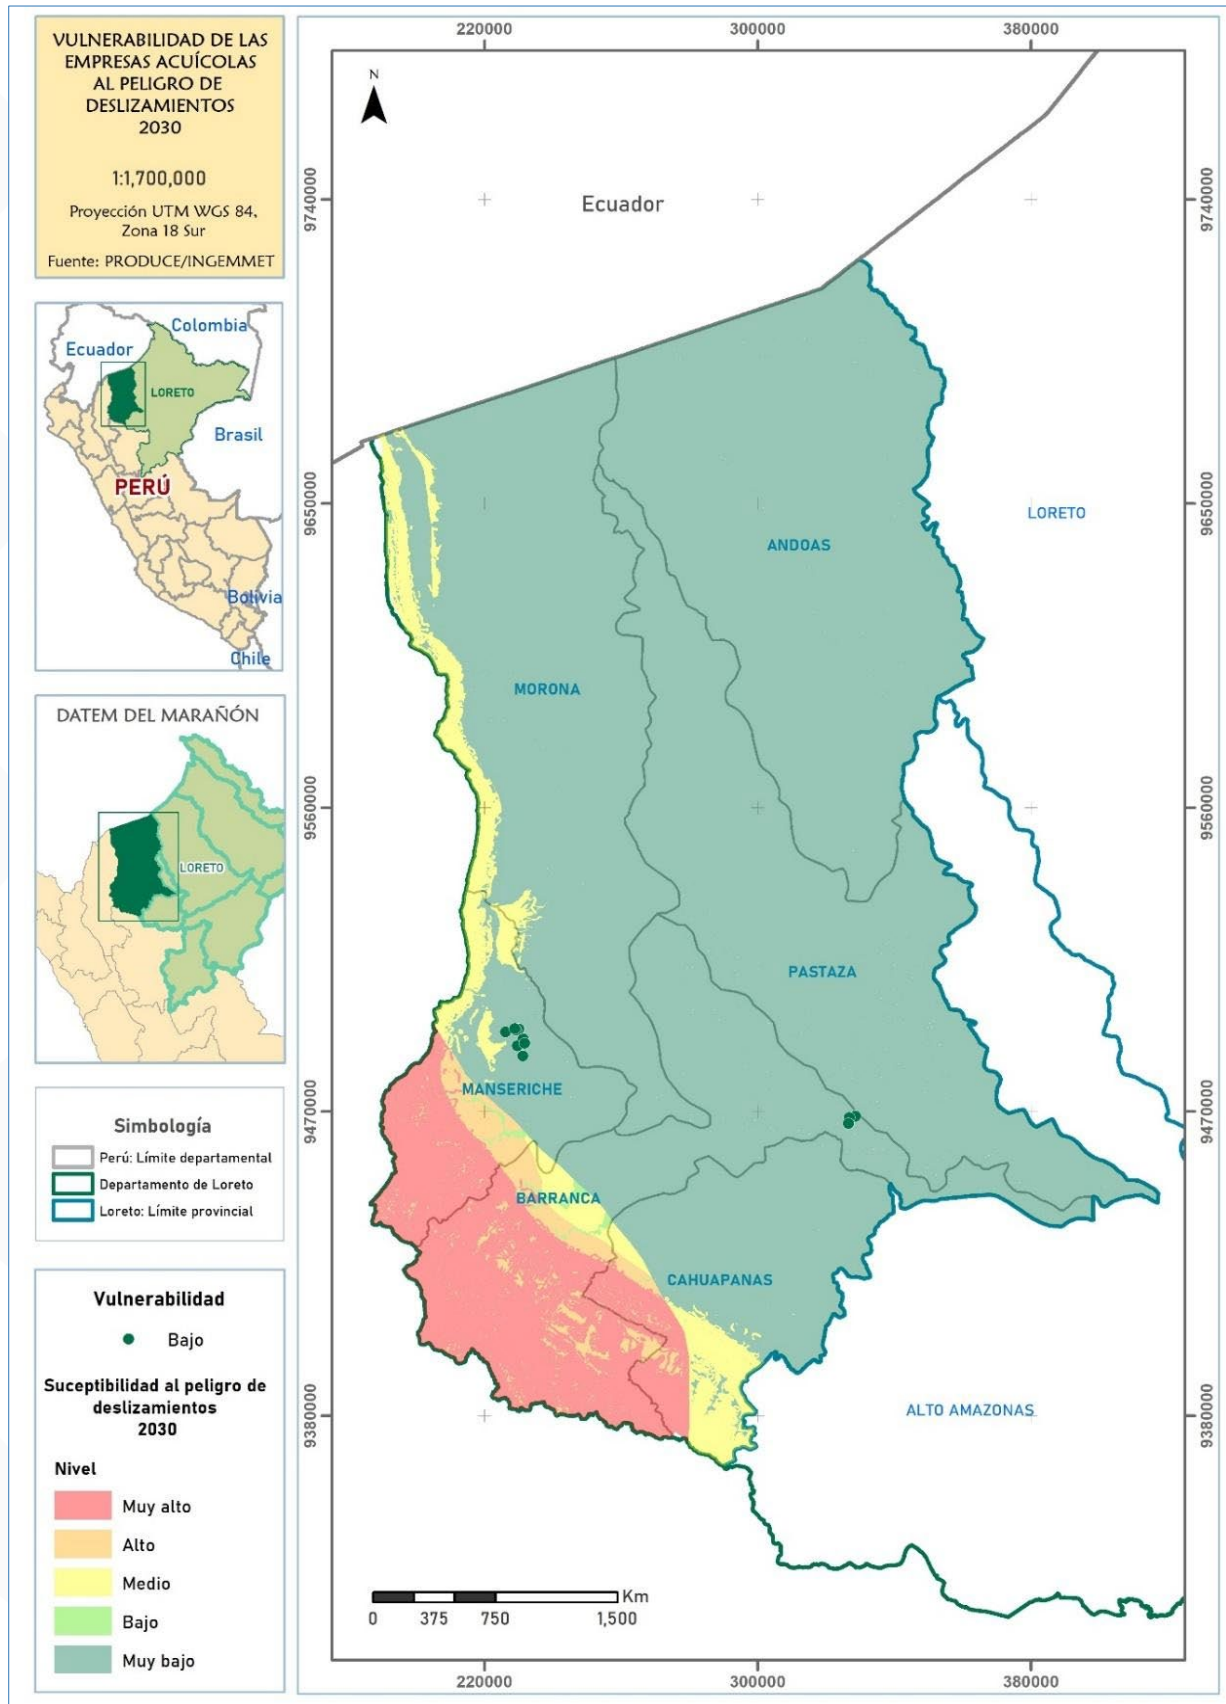 VULNERABILIDAD DE LAS
EMPRESAS ACUÍCOLAS
AL PELIGRO DE
DESLIZAMIENTOS
2030
1:1,700,000
Proyección UTM WGS 84,
Zona 18 Sur
Fuente: PRODUCE/INGEMMET
Colombia
Ecuador
LORETO
Brasil
PERÚ
Bolivia
Chile
DATEM DEL MARAÑÓN
LORETO
Simbología
Perú: Límite departamental
Departamento de Loreto
Loreto: Límite provincial
Vulnerabilidad
Bajo
Suceptibilidad al peligro de
deslizamientos
2030
Nivel
Muy alto
Alto
Medio
Bajo
Muy bajo
220000 300000 380000
N
9740000 9740000
Ecuador
9650000 9650000
LORETO
ANDOAS
MORONA
9560000 9560000
PASTAZA
MANSERICHE
9470000 9470000
BARRANCA
CAHUAPANAS
ALTO AMAZONAS
9380000 9380000
Km
0 375 750 1,500
220000 300000 380000